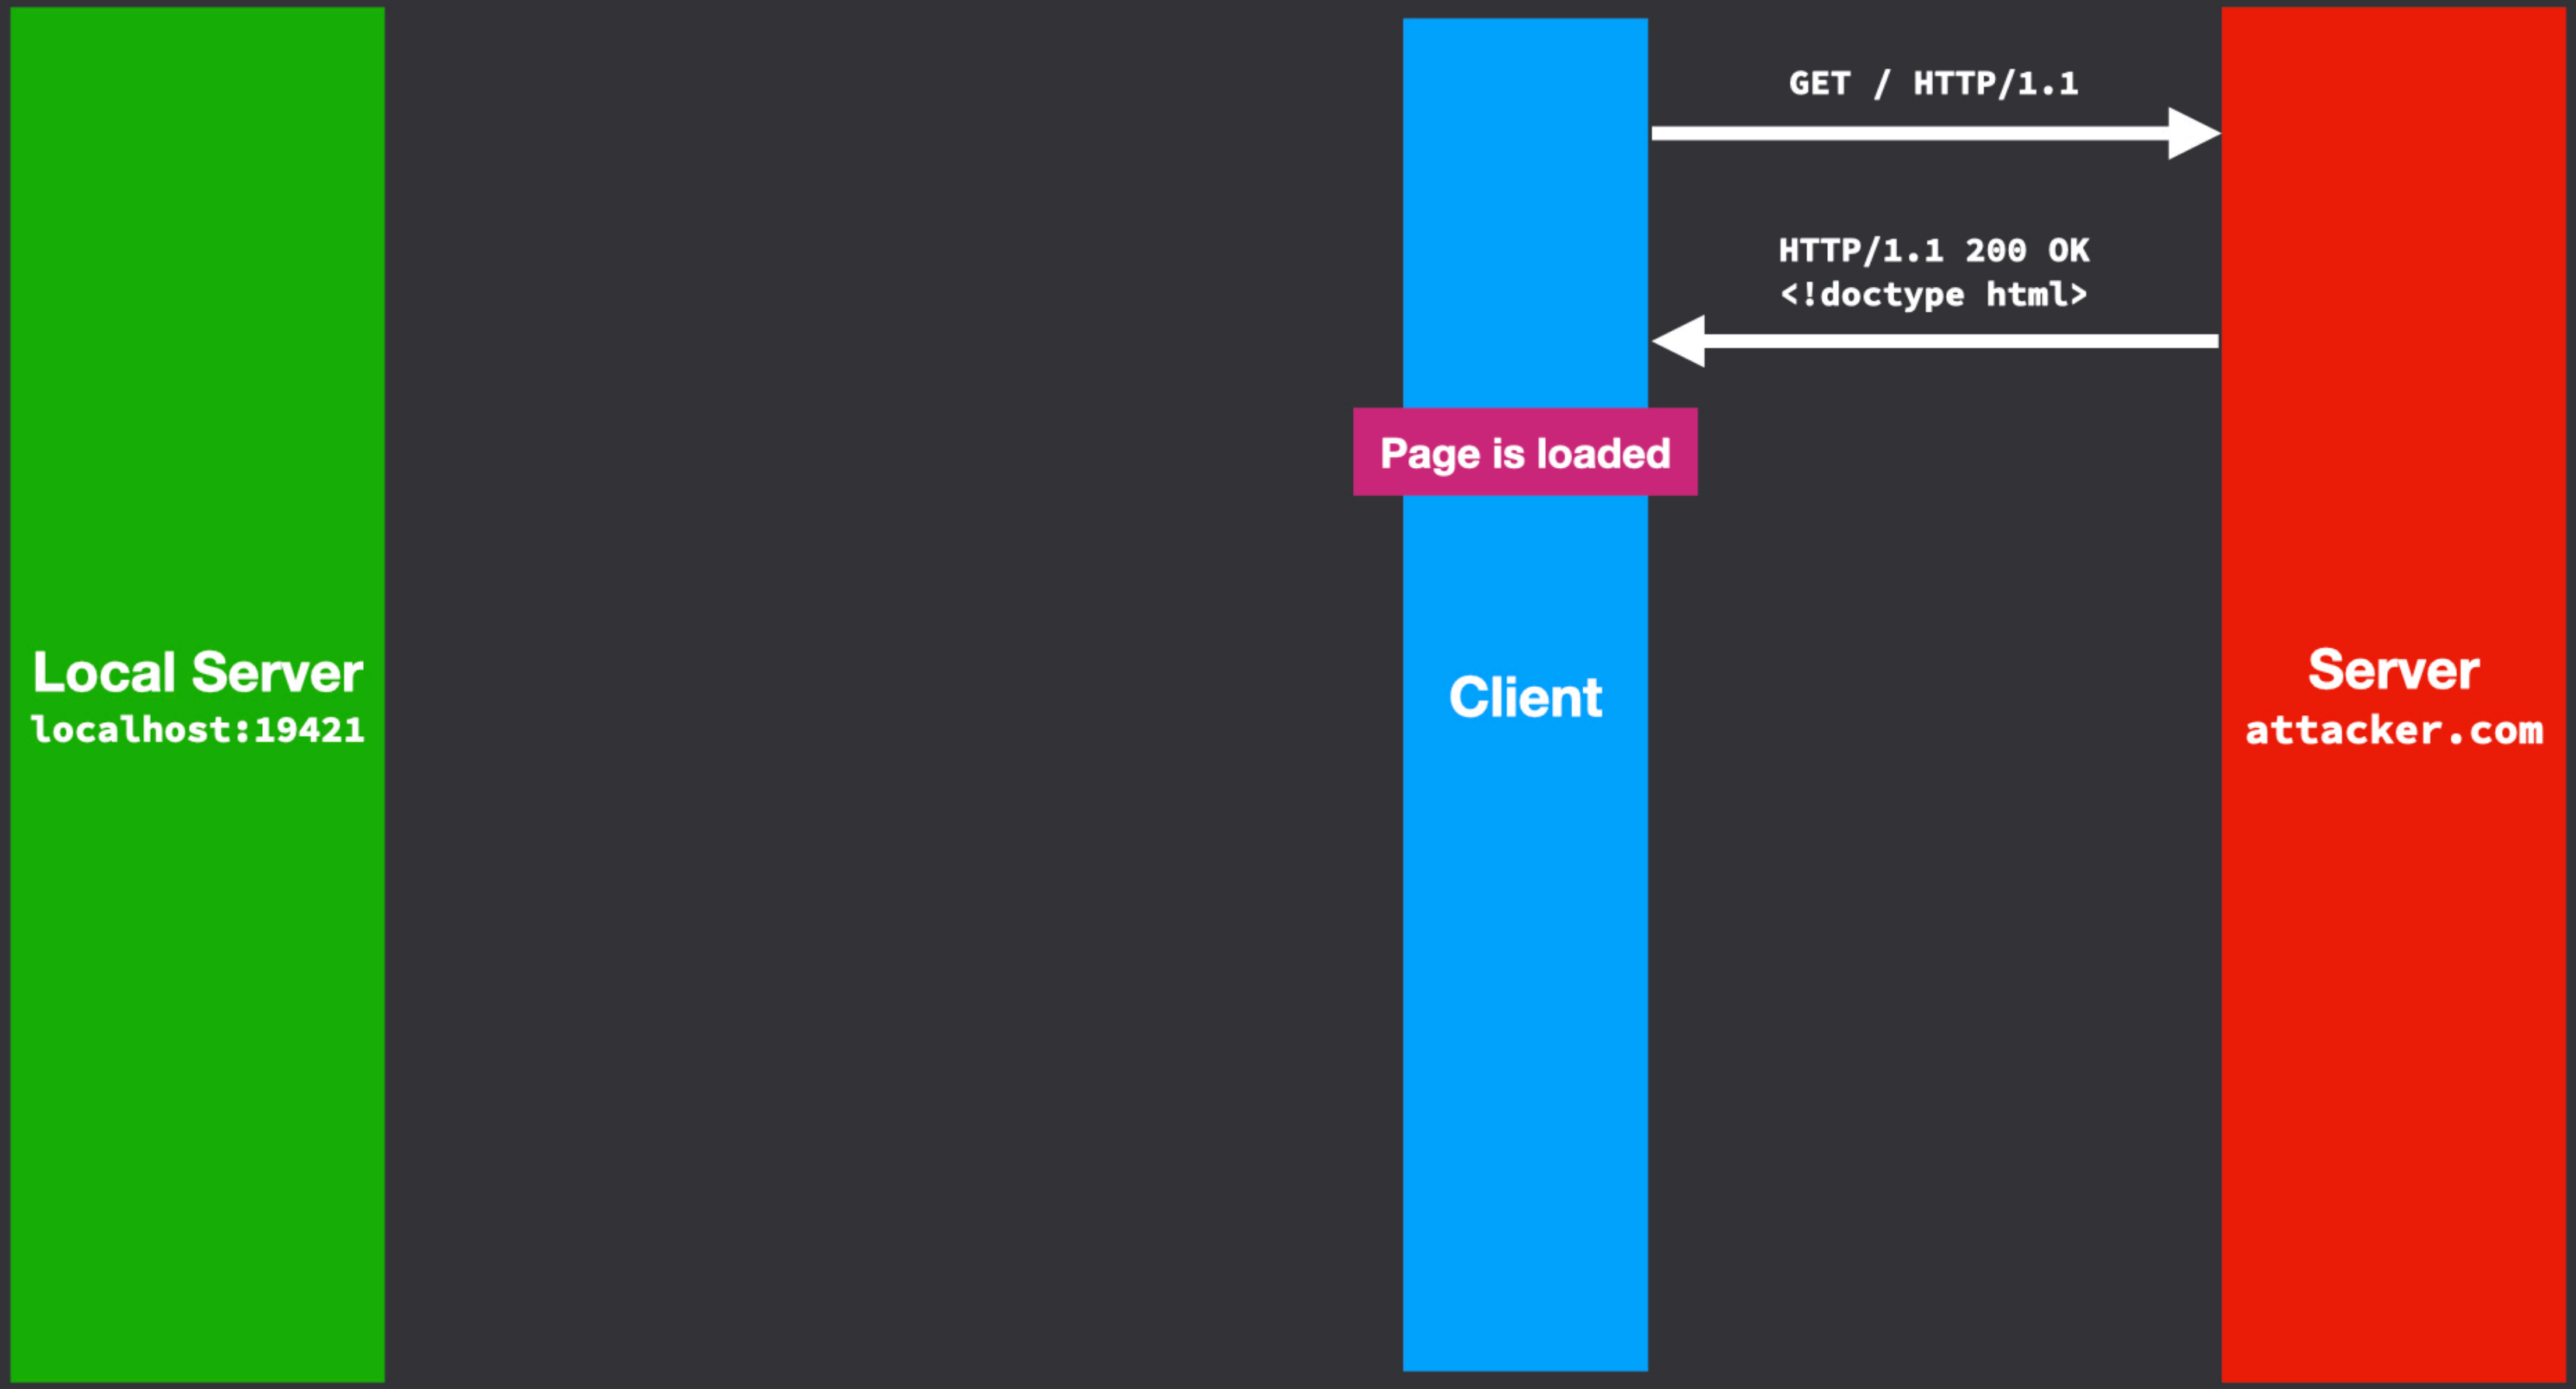 GET / HTTP/1.1
HTTP/1.1 200 OK
<!doctype html>
Page is loaded
Local Server
localhost:19421
Client
Server
attacker.com